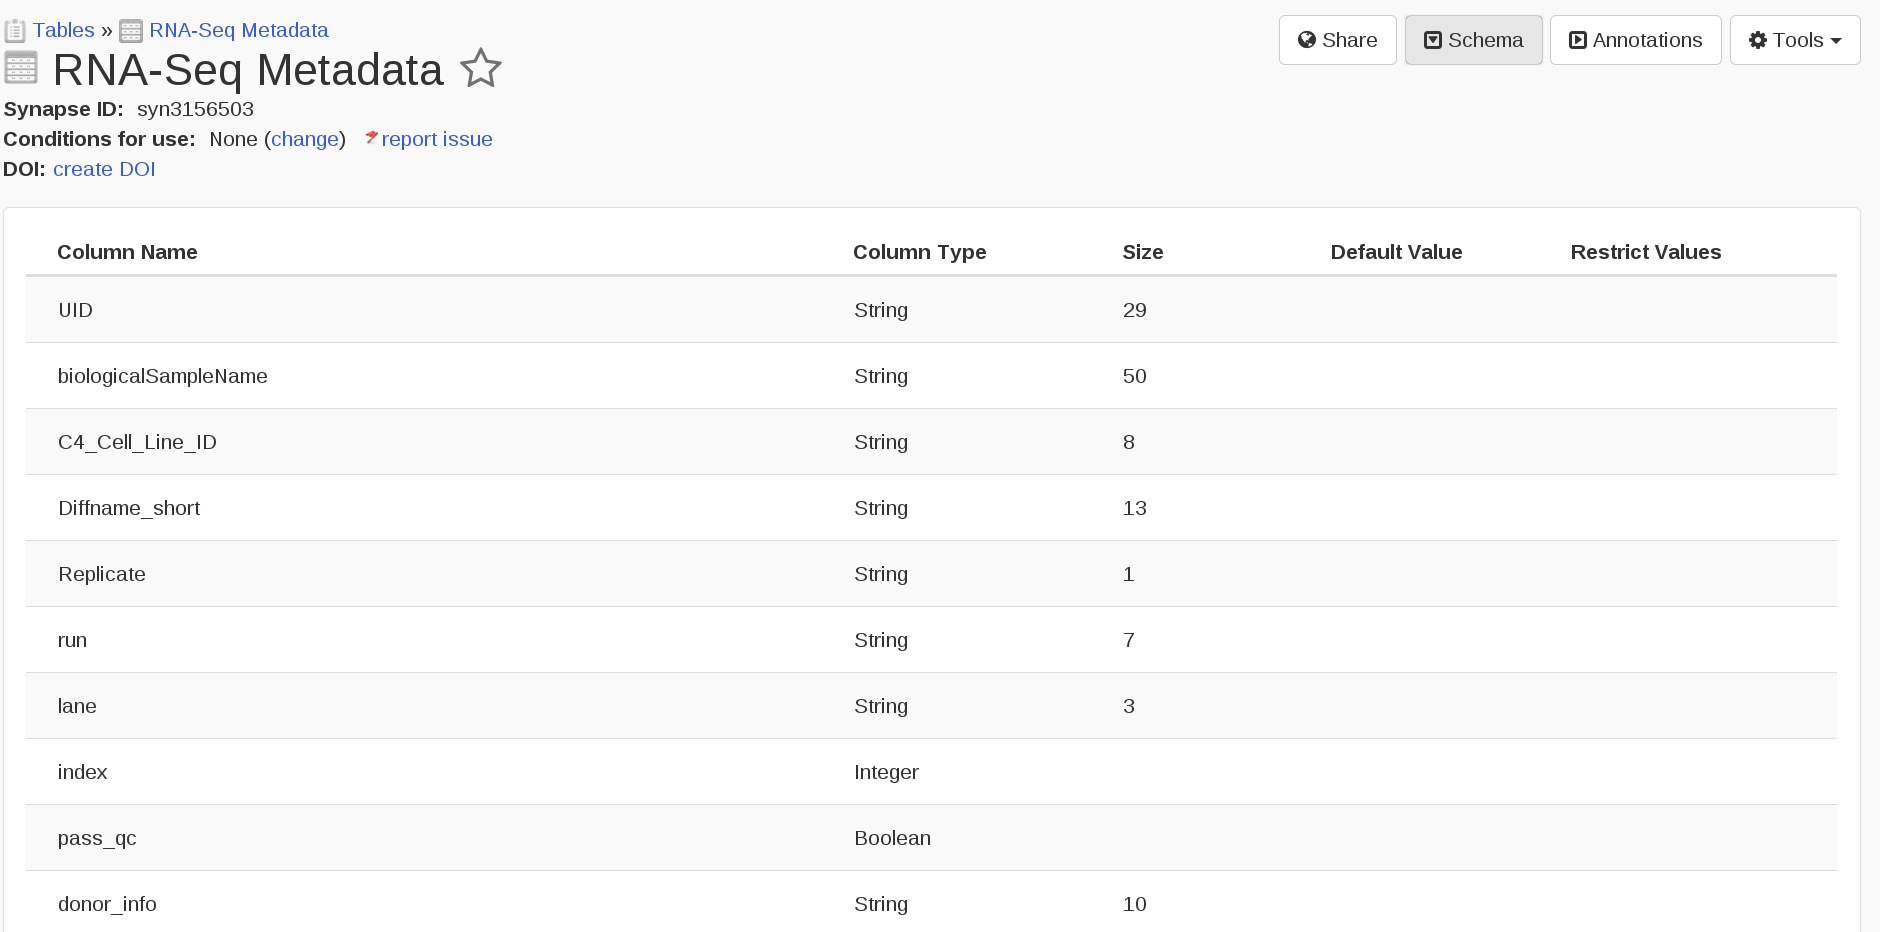 Tables » RNA-Seq Metadata
Share Schema Annotations Tools
RNA-Seq Metadata
Synapse ID: syn3156503
Conditions for use: None (change) report issue
DOI: create DOI
Column Name Column Type Size Default Value Restrict Values
UID String 29
biologicalSampleName String 50
C4_Cell_Line_ID String 8
Diffname_short String 13
Replicate String 1
run String 7
lane String 3
index Integer
pass_qc Boolean
donor_info String 10